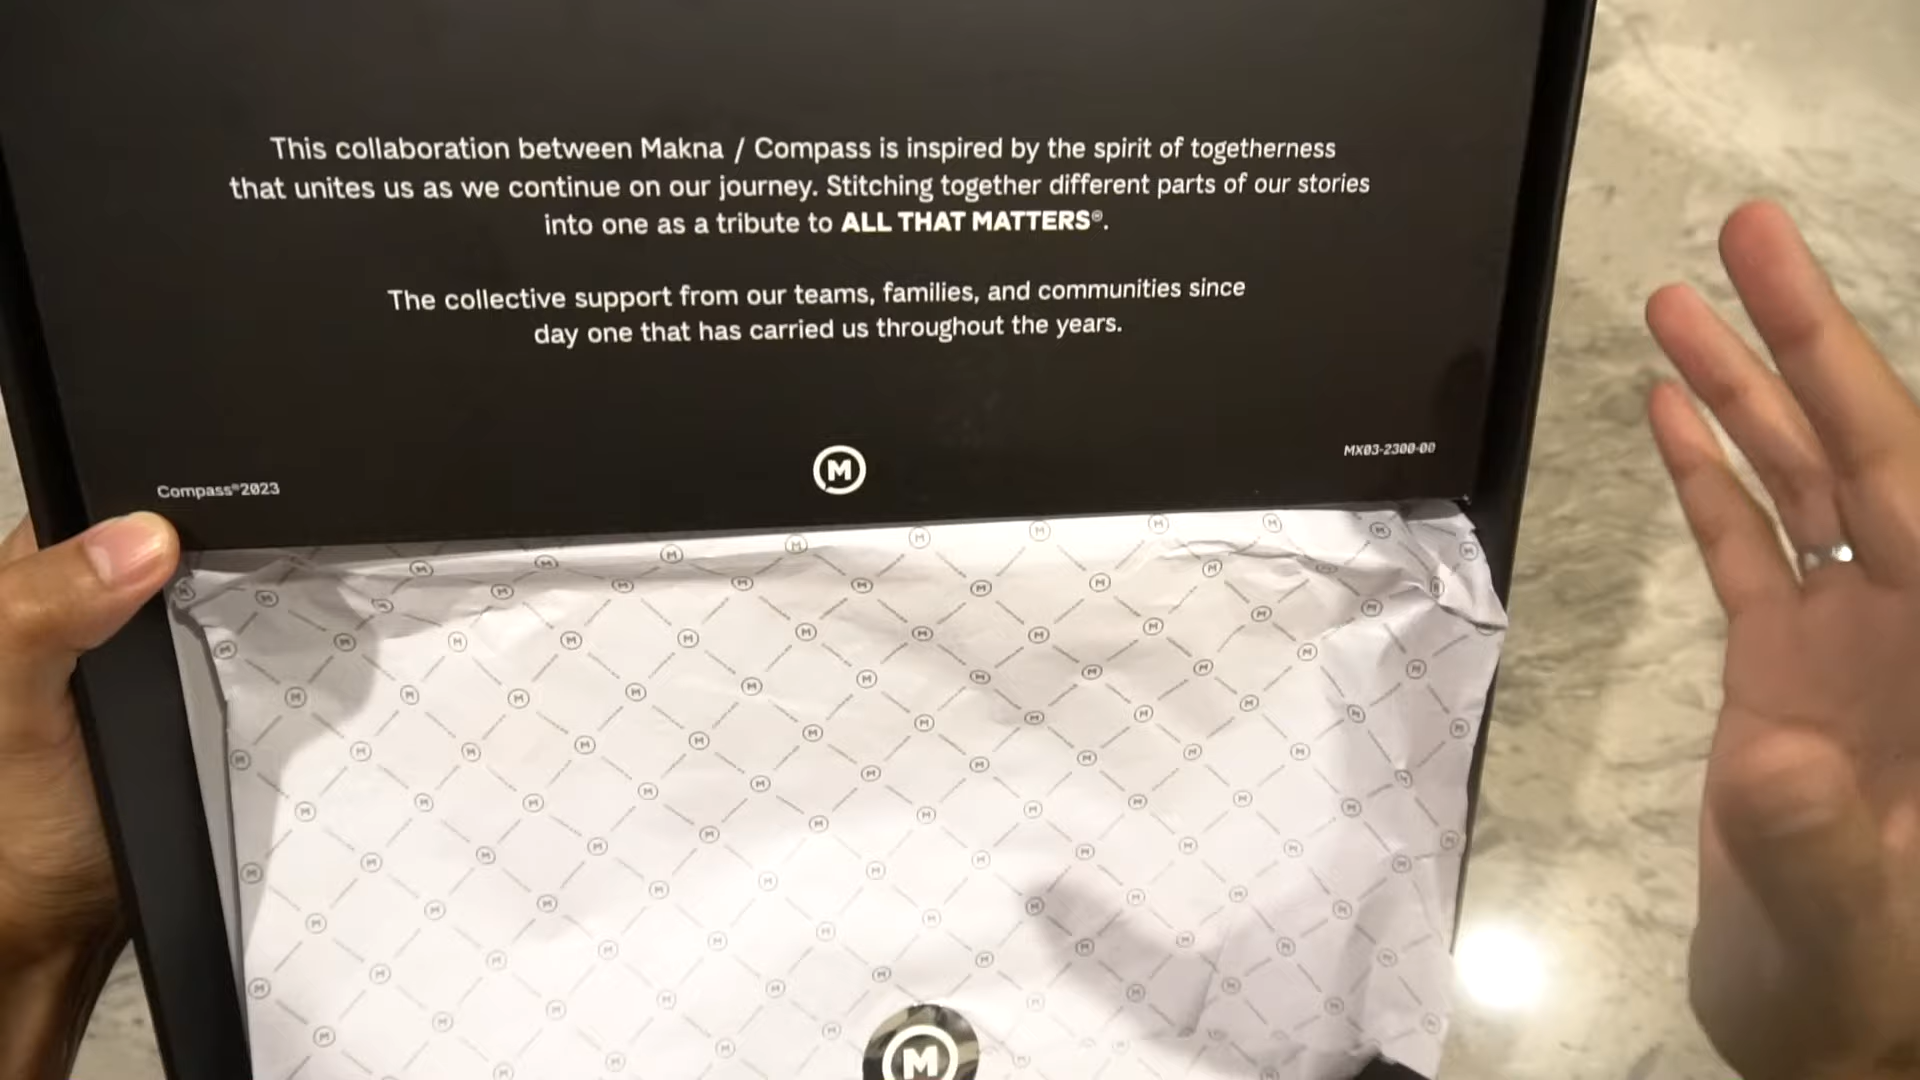 This collaboration between Makna / Compass is inspired by the spirit of togetherness
that unites us as we continue on our journey. Stitching together different parts of our stories
into one as a tribute to ALL THAT MATTERS®.
The collective support from our teams, families, and communities since
day one that has carried us throughout the years.
MX03-2300-00
M
Compass®2023
M